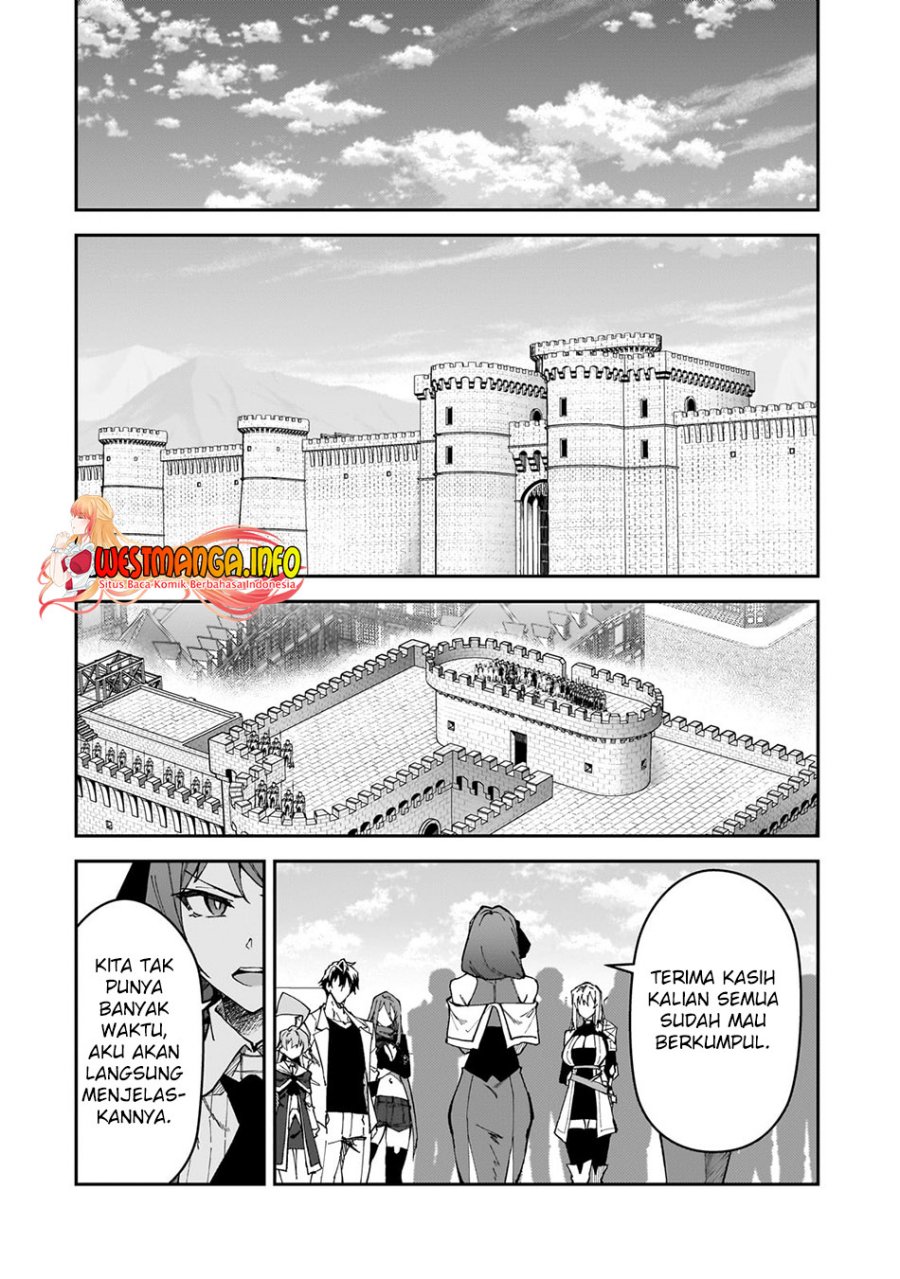 WESTMANGA.INFO
Situs Baca Komik Berbahasa Indonesia
TERIMA KASIH
KALIAN SEMUA
SUDAH MAU
BERKUMPUL.
KITA TAK
PUNYA
BANYAK
WAKTU,
AKU AKAN
LANGSUNG
MENJELAS-
KANNYA.